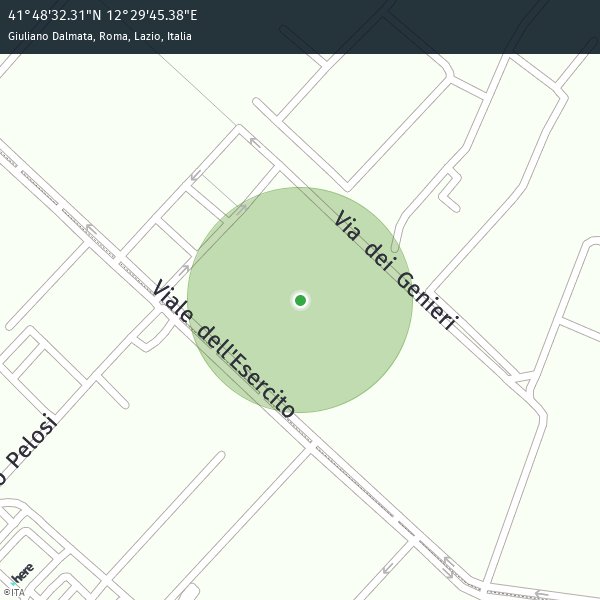 41°48'32.31"N 12°29'45.38"E
Giuliano Dalmata, Roma, Lazio, Italia
Via dei Genieri
Viale dell'Esercito
o Pelosi
here
©ITA